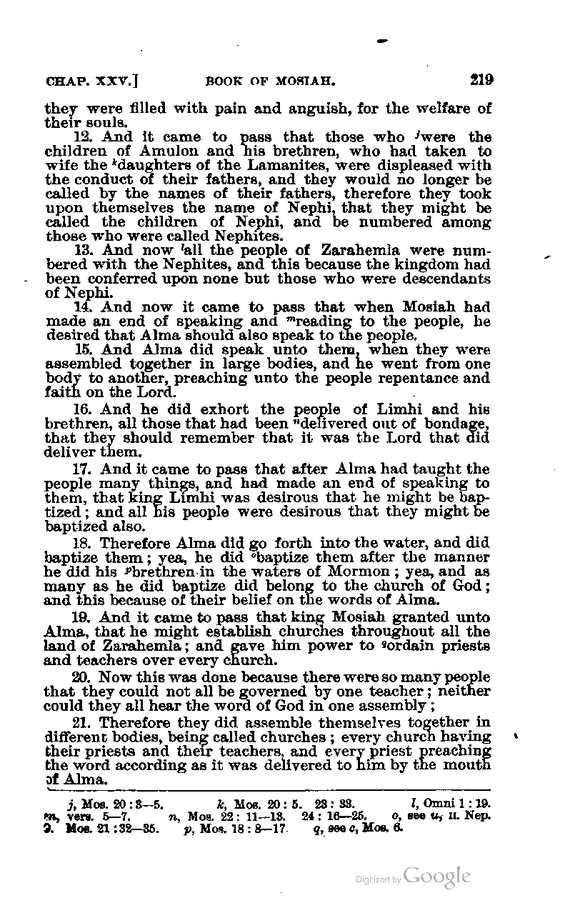 CHAP. XXV.] BOOK OF MOSIAH. 219
they were filled with pain and anguish, for the welfare of
their souls.
12. And it came to pass that those who jwere the
children of Amulon and his brethren, who had taken to
wife the kdaughters of the Lamanites, were displeased with
the conduct of their fathers, and they would no longer be
called by the names of their fathers, therefore they took
upon themselves the name of Nephi, that they might be
called the children of Nephi, and be numbered among
those who were called Nephites.
13. And now lall the people of Zarahemla were num-
bered with the Nephites, and this because the kingdom had
been conferred upon none but those who were descendants
of Nephi.
14. And now it came to pass that when Mosiah had
made an end of speaking and mreading to the people, he
desired that Alma should also speak to the people.
15. And Alma did speak unto them, when they were
assembled together in large bodies, and he went from one
body to another, preaching unto the people repentance and
faith on the Lord.
16. And he did exhort the people of Limhi and his
brethren, all those that had been ndelivered out of bondage,
that they should remember that it was the Lord that did
deliver them.
17. And it came to pass that after Alma had taught the
people many things, and had made an end of speaking to
them, that king Limhi was desirous that he might be bap-
tized; and all his people were desirous that they might be
baptized also.
18. Therefore Alma did go forth into the water, and did
baptize them; yea, he did obaptize them after the manner
he did his pbrethren in the waters of Mormon; yea, and as
many as he did baptize did belong to the church of God;
and this because of their belief on the words of Alma.
19. And it came to pass that king Mosiah granted unto
Alma, that he might establish churches throughout all the
land of Zarahemla; and gave him power to qordain priests
and teachers over every church.
20. Now this was done because there were so many people
that they could not all be governed by one teacher; neither
could they all hear the word of God in one assembly;
21. Therefore they did assemble themselves together in
different bodies, being called churches; every church having
their priests and their teachers, and every priest preaching
the word according as it was delivered to him by the mouth
of Alma.
j, Mos. 20:3—5. k, Mos. 20:5. 23:33. l, Omni 1:19.
m, vers. 5—7. n, Mos. 22:11—13. 24:16—25. o, see u, II. Nep.
9. Mos. 21:32—35. p, Mos. 18:8—17. q, see c, Mos. 6.
Digitized by Google